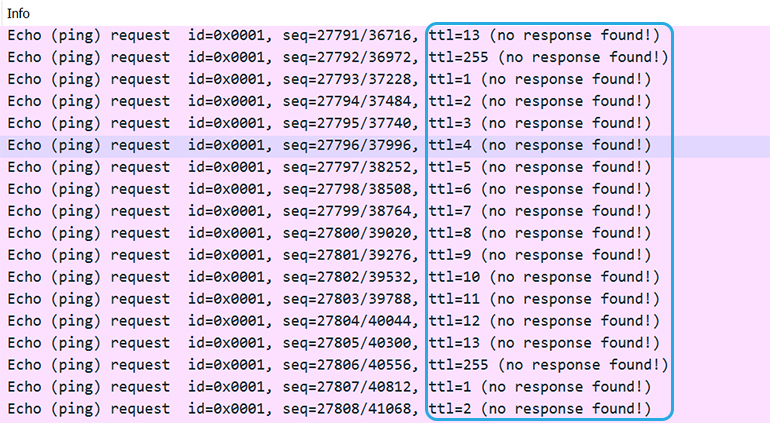 Info
Echo (ping) request id=0x0001, seq=27791/36716, ttl=13 (no response found!)
Echo (ping) request id=0x0001, seq=27792/36972, ttl=255 (no response found!)
Echo (ping) request id=0x0001, seq=27793/37228, ttl=1 (no response found!)
Echo (ping) request id=0x0001, seq=27794/37484, ttl=2 (no response found!)
Echo (ping) request id=0x0001, seq=27795/37740, ttl=3 (no response found!)
Echo (ping) request id=0x0001, seq=27796/37996, ttl=4 (no response found!)
Echo (ping) request id=0x0001, seq=27797/38252, ttl=5 (no response found!)
Echo (ping) request id=0x0001, seq=27798/38508, ttl=6 (no response found!)
Echo (ping) request id=0x0001, seq=27799/38764, ttl=7 (no response found!)
Echo (ping) request id=0x0001, seq=27800/39020, ttl=8 (no response found!)
Echo (ping) request id=0x0001, seq=27801/39276, ttl=9 (no response found!)
Echo (ping) request id=0x0001, seq=27802/39532, ttl=10 (no response found!)
Echo (ping) request id=0x0001, seq=27803/39788, ttl=11 (no response found!)
Echo (ping) request id=0x0001, seq=27804/40044, ttl=12 (no response found!)
Echo (ping) request id=0x0001, seq=27805/40300, ttl=13 (no response found!)
Echo (ping) request id=0x0001, seq=27806/40556, ttl=255 (no response found!)
Echo (ping) request id=0x0001, seq=27807/40812, ttl=1 (no response found!)
Echo (ping) request id=0x0001, seq=27808/41068, ttl=2 (no response found!)